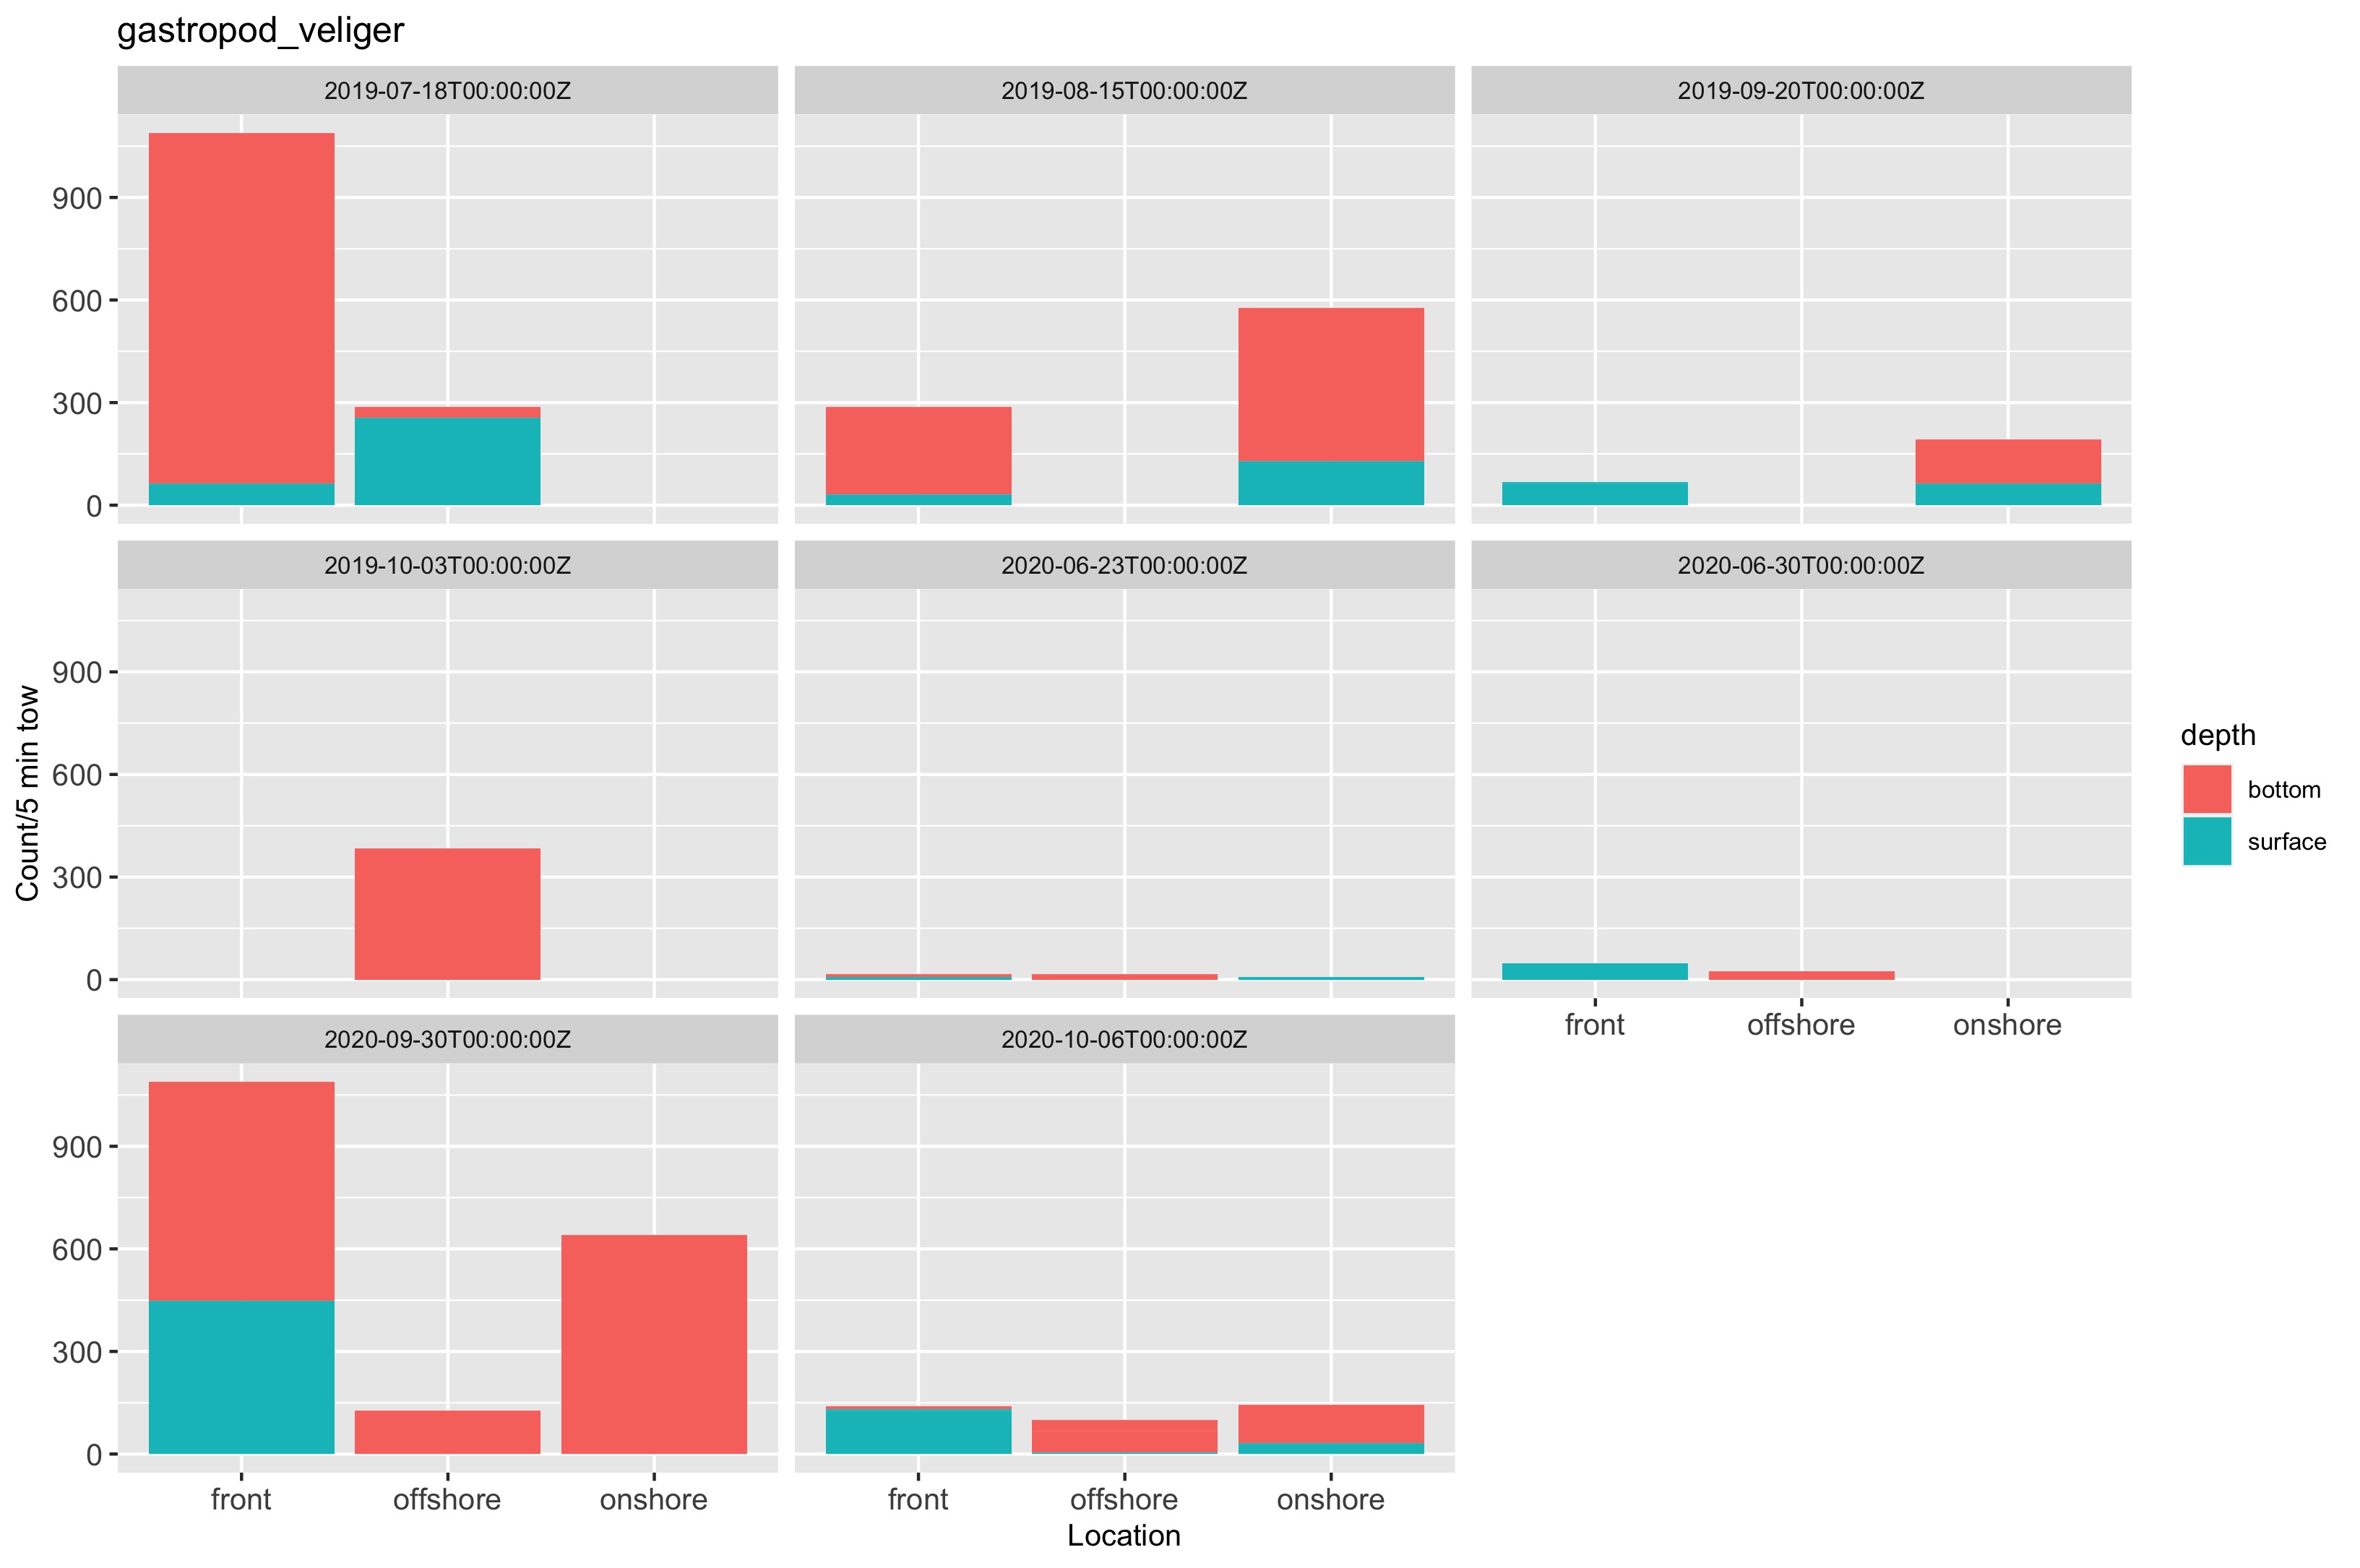 gastropod_veliger
2019-07-18T00:00:00Z
2019-08-15T00:00:00Z
2019-09-20T00:00:00Z
900
600
300
0
2019-10-03T00:00:00Z
2020-06-23T00:00:00Z
2020-06-30T00:00:00Z
900
600
300
0
front
offshore
onshore
2020-09-30T00:00:00Z
2020-10-06T00:00:00Z
900
600
300
0
front
offshore
onshore
front
offshore
onshore
Location
Count/5 min tow
depth
bottom
surface